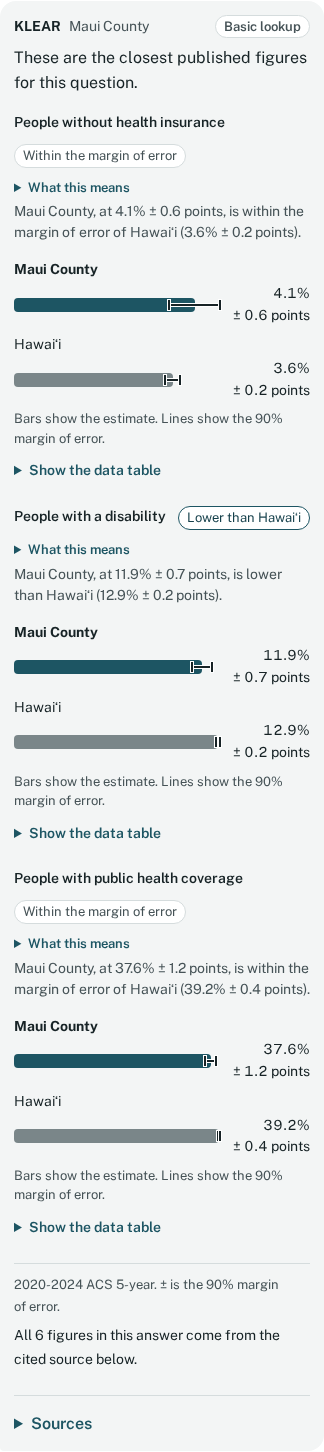 KLEAR Maui County Basic lookup
These are the closest published figures
for this question.
People without health insurance
Within the margin of error
What this means
Maui County, at 4.1% ± 0.6 points, is within the
margin of error of Hawaiʻi (3.6% ± 0.2 points).
Maui County
4.1%
± 0.6 points
Hawaiʻi
3.6%
± 0.2 points
Bars show the estimate. Lines show the 90%
margin of error.
Show the data table
People with a disability Lower than Hawaiʻi
What this means
Maui County, at 11.9% ± 0.7 points, is lower
than Hawaiʻi (12.9% ± 0.2 points).
Maui County
11.9%
± 0.7 points
Hawaiʻi
12.9%
± 0.2 points
Bars show the estimate. Lines show the 90%
margin of error.
Show the data table
People with public health coverage
Within the margin of error
What this means
Maui County, at 37.6% ± 1.2 points, is within the
margin of error of Hawaiʻi (39.2% ± 0.4 points).
Maui County
37.6%
± 1.2 points
Hawaiʻi
39.2%
± 0.4 points
Bars show the estimate. Lines show the 90%
margin of error.
Show the data table
2020-2024 ACS 5-year. ± is the 90% margin
of error.
All 6 figures in this answer come from the
cited source below.
Sources